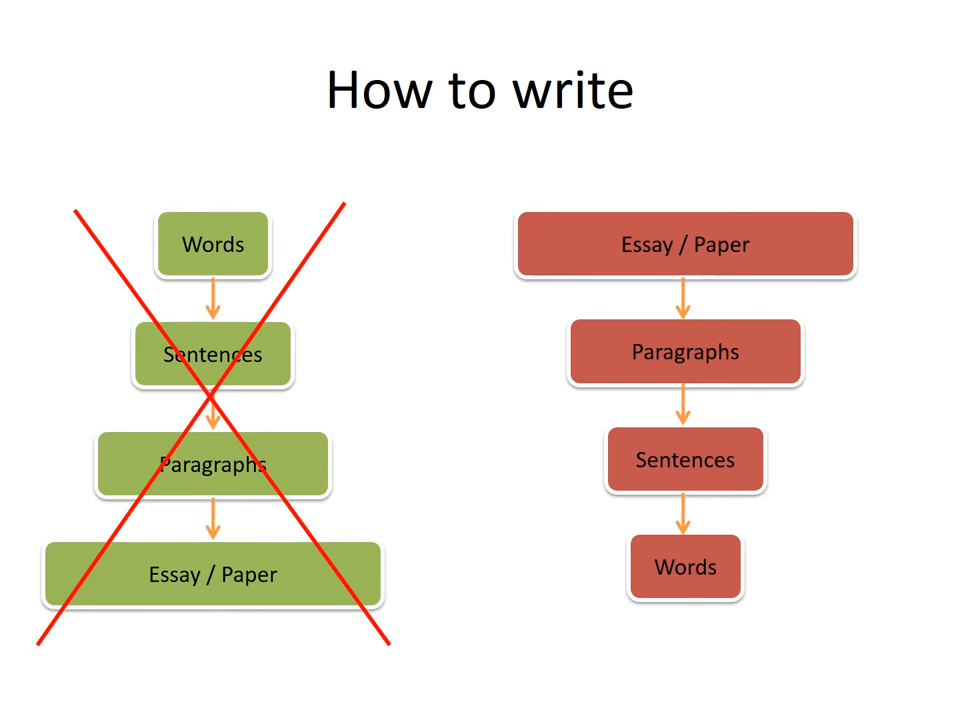 How to write
Words
Sentences
Paragraphs
Essay / Paper
Essay / Paper
Paragraphs
Sentences
Words